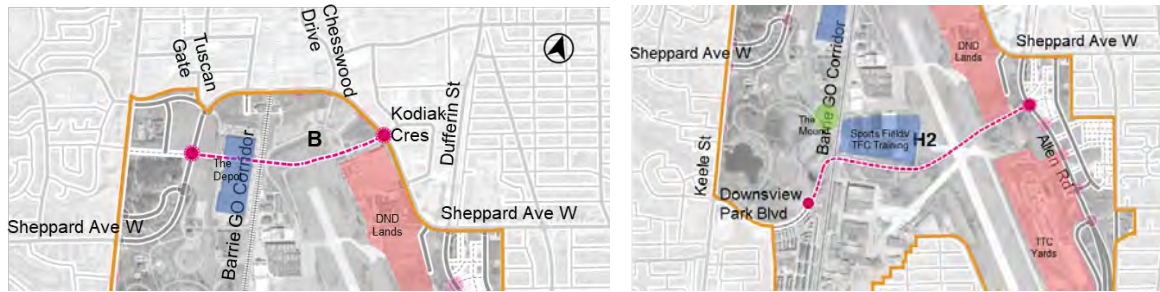 Tuscan
Gate
Chesswood
Drive
Kodiak
Cres
Dufferin St
B
The
Depot
Barrie GO Corridor
DND
Lands
Sheppard Ave W
Sheppard Ave W
Sheppard Ave W
Sheppard Ave W
DND
Lands
Keele St
The
Mound
Barrie GO Corridor
Sports Fields/
TFC Training
H2
Allen Rd
Downsview
Park Blvd
TTC
Yards